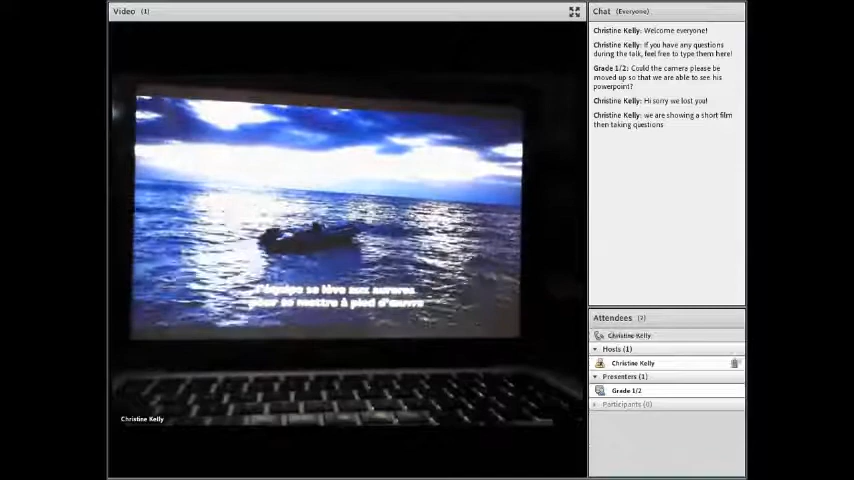 Video (1)
Chat (Everyone)
Christine Kelly: Welcome everyone!
Christine Kelly: If you have any questions
during the talk, feel free to type them here!
Grade 1/2: Could the camera please be
moved up so that we are able to see his
powerpoint?
Christine Kelly: Hi sorry we lost you!
Christine Kelly: we are showing a short film
then taking questions
L'équipe se lève aux aurores
pour se mettre à pied d'œuvre
Christine Kelly
Attendees (2)
Christine Kelly
Hosts (1)
Christine Kelly
Presenters (1)
Grade 1/2
Participants (0)